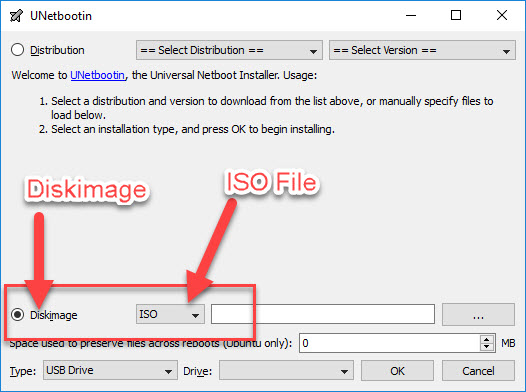 UNetbootin
Distribution == Select Distribution == == Select Version ==
Welcome to UNetbootin, the Universal Netboot Installer. Usage:
1. Select a distribution and version to download from the list above, or manually specify files to
load below.
2. Select an installation type, and press OK to begin installing.
Diskimage
ISO File
Diskimage ISO ...
Space used to preserve files across reboots (Ubuntu only): 0 MB
Type: USB Drive Drive: OK Cancel